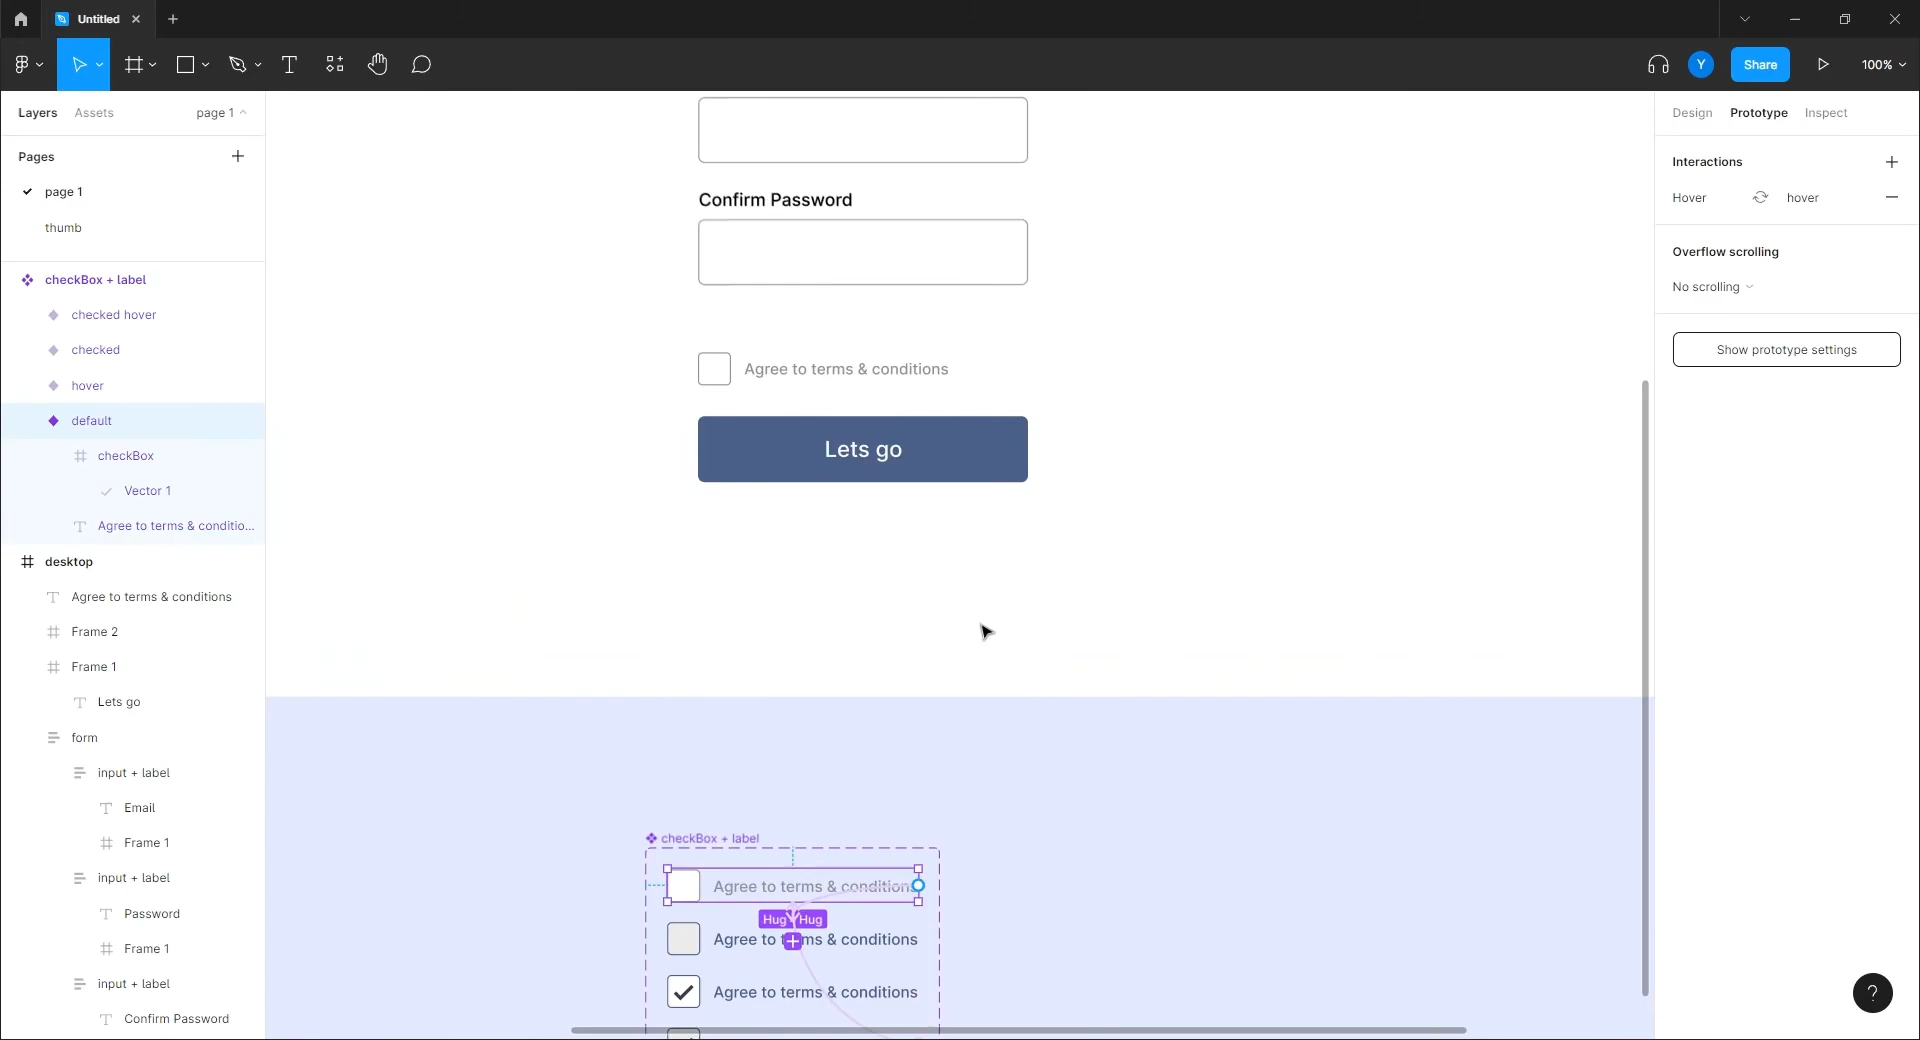 Untitled
Share
Y
100%
Layers
Assets
page 1
Design
Prototype
Inspect
Pages
page 1
thumb
checkBox + label
checked hover
checked
hover
default
checkBox
Vector 1
Agree to terms & conditio...
desktop
Agree to terms & conditions
Frame 2
Frame 1
Lets go
form
input + label
Email
Frame 1
input + label
Password
Frame 1
input + label
Confirm Password
Confirm Password
Agree to terms & conditions
Lets go
checkBox + label
Agree to terms & conditions
Hug
Hug
Agree to terms & conditions
Agree to terms & conditions
Interactions
Hover
hover
Overflow scrolling
No scrolling
Show prototype settings
?